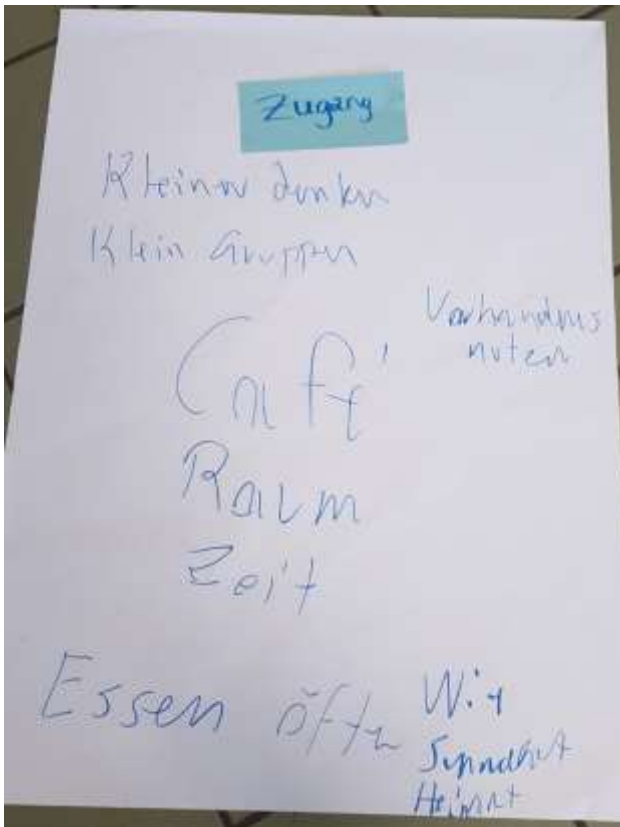 Zugang
Kleiner denken
Klein Gruppen
Vorhandenes
nutzen
Café
Raum
Zeit
Essen öfter
Wir
Heimat